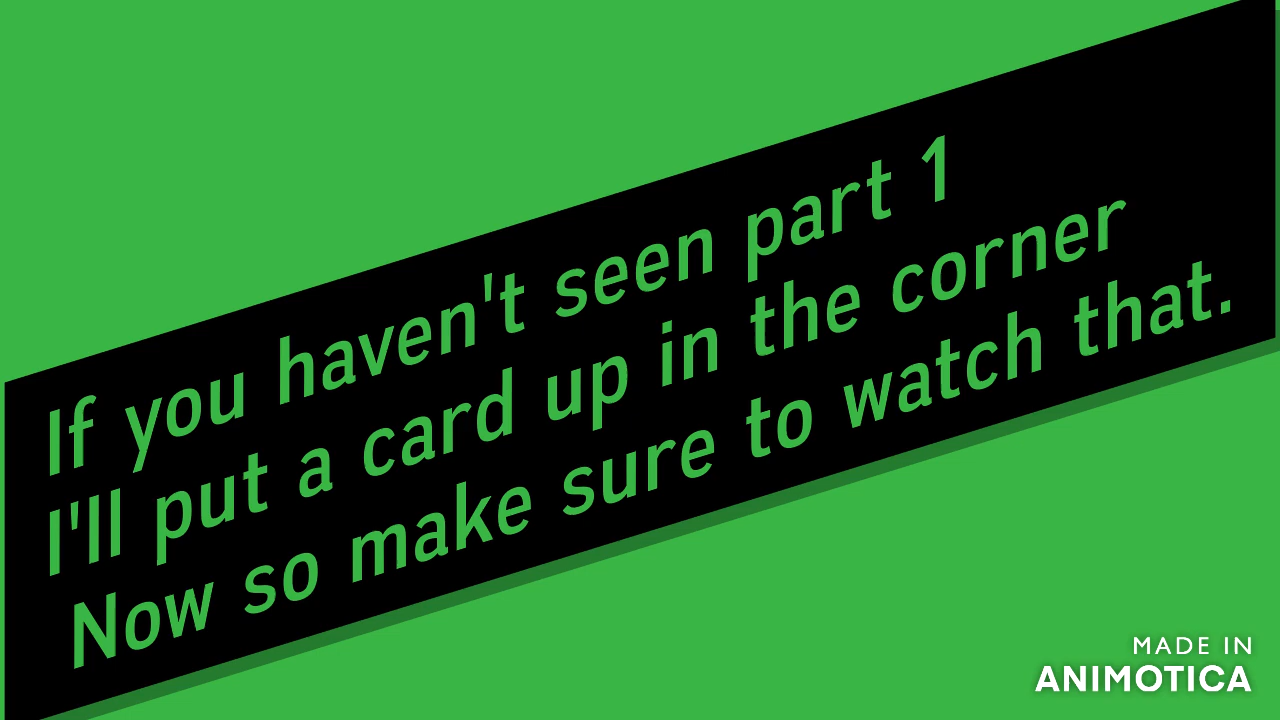 If you haven't seen part 1
I'll put a card up in the corner
Now so make sure to watch that.
MADE IN
ANIMOTICA